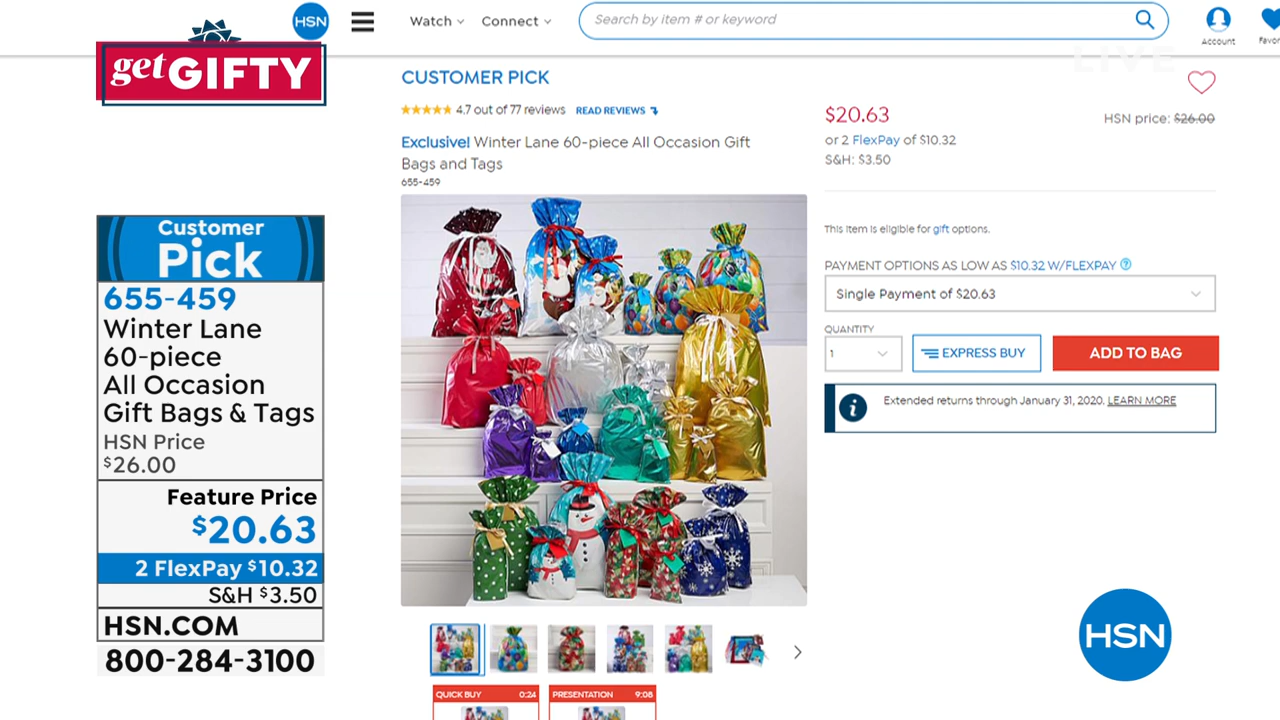 HSN
Watch
Connect
Search by item # or keyword
Account
LIVE
get GIFTY
CUSTOMER PICK
4.7 out of 77 reviews READ REVIEWS
Exclusive! Winter Lane 60-piece All Occasion Gift
Bags and Tags
655-459
$20.63
HSN price: $26.00
or 2 FlexPay of $10.32
S&H: $3.50
This item is eligible for gift options.
PAYMENT OPTIONS AS LOW AS $10.32 W/FLEXPAY ?
Single Payment of $20.63
QUANTITY
1
EXPRESS BUY
ADD TO BAG
i
Extended returns through January 31, 2020. LEARN MORE
Customer
Pick
655-459
Winter Lane
60-piece
All Occasion
Gift Bags & Tags
HSN Price
$26.00
Feature Price
$20.63
2 FlexPay $10.32
S&H $3.50
HSN.COM
800-284-3100
QUICK BUY 0:24
PRESENTATION 9:08
HSN